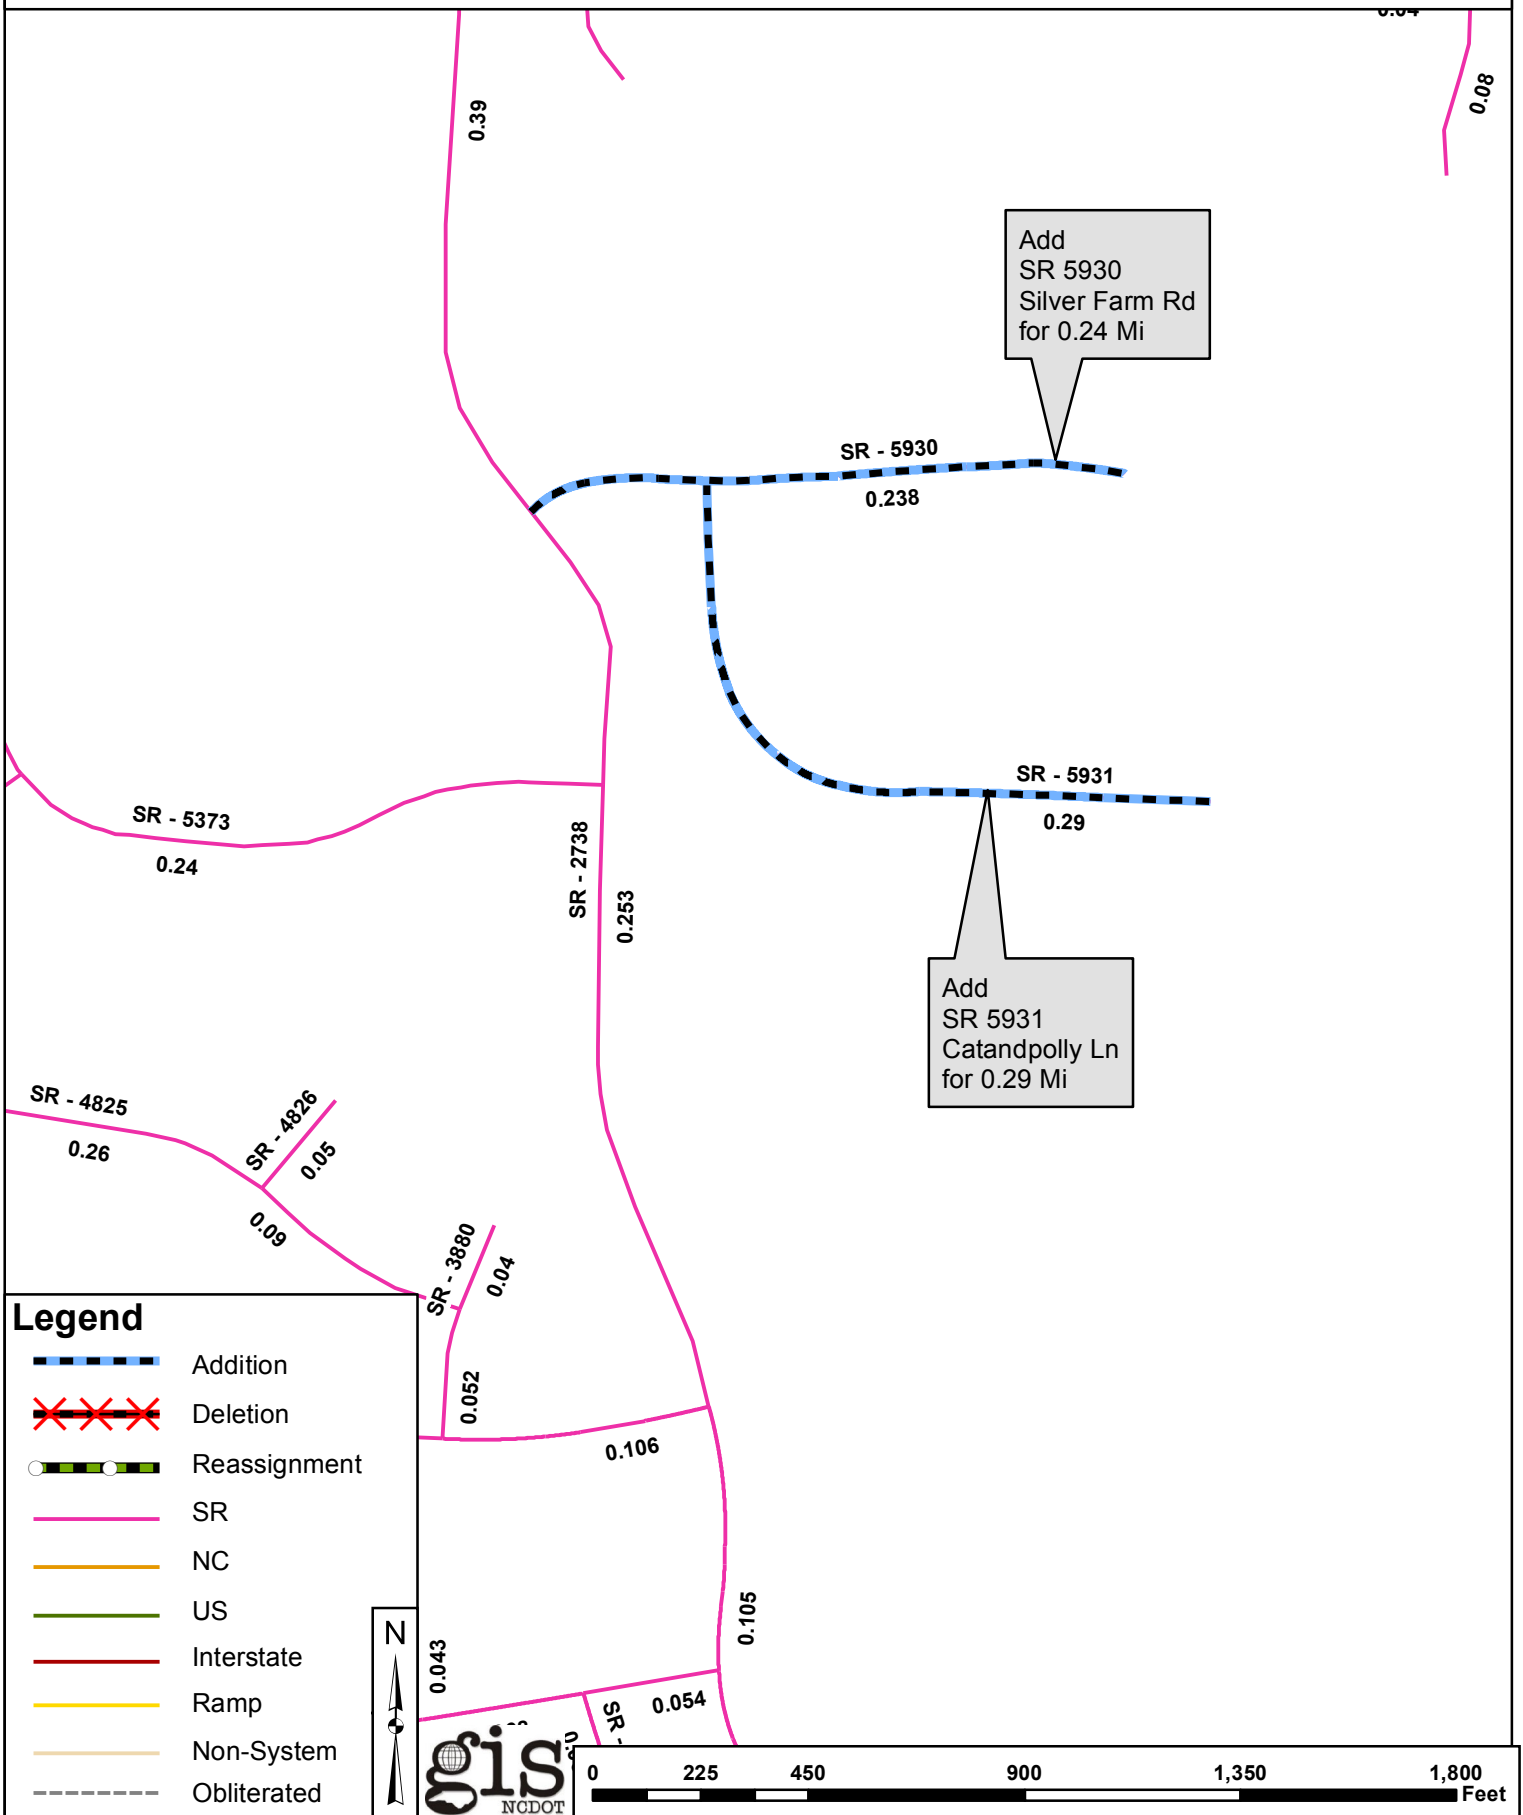 0.39
0.08
Add
SR 5930
Silver Farm Rd
for 0.24 Mi
SR - 5930
0.238
SR - 5931
0.29
SR - 5373
0.24
SR - 2738
0.253
Add
SR 5931
Catandpolly Ln
for 0.29 Mi
SR - 4825
0.26
SR - 4826
0.05
0.09
SR - 3880
0.04
0.052
0.106
0.105
0.043
0.054
SR -
Legend
Addition
Deletion
Reassignment
SR
NC
US
Interstate
Ramp
Non-System
Obliterated
N
gis
NCDOT
0 225 450 900 1,350 1,800
Feet